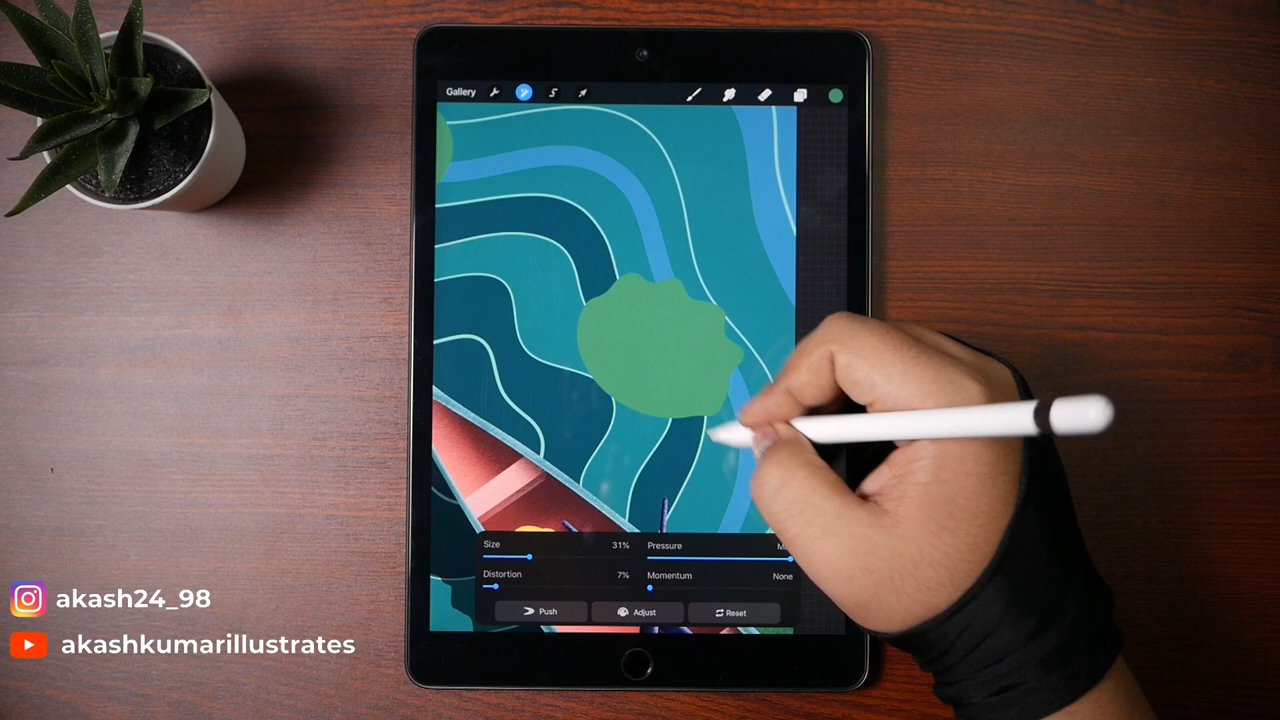 Gallery
Size 31% Pressure
Distortion 7% Momentum None
Push Adjust Reset
akash24_98
akashkumarillustrates